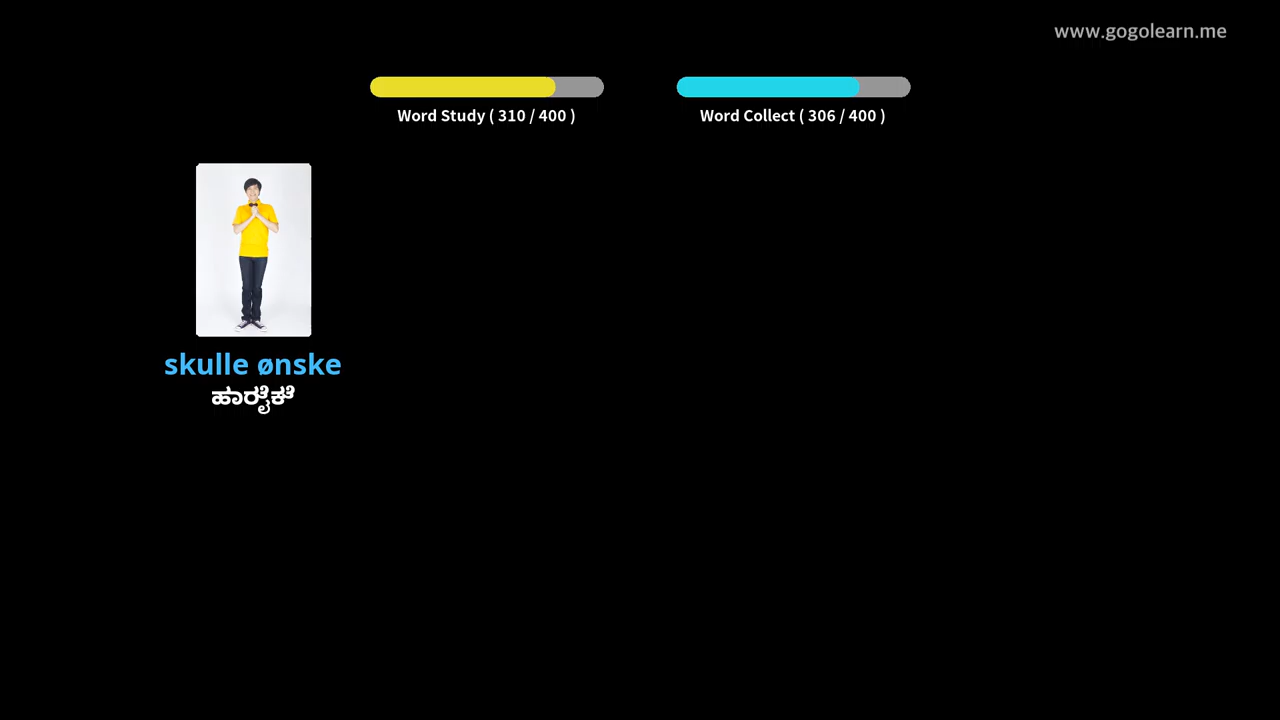 www.gogolearn.me
Word Study ( 310 / 400 )
Word Collect ( 306 / 400 )
skulle ønske
ಹಾರೈಕೆ